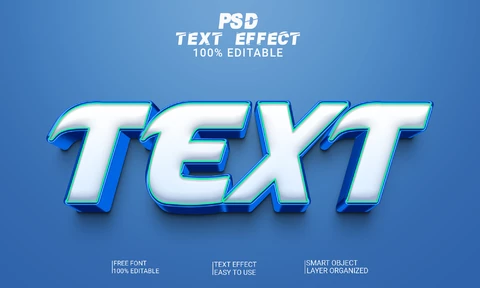 PSD
TEXT EFFECT
100% EDITABLE
TEXT
FREE FONT
100% EDITABLE
TEXT EFFECT
EASY TO USE
SMART OBJECT
LAYER ORGANIZED